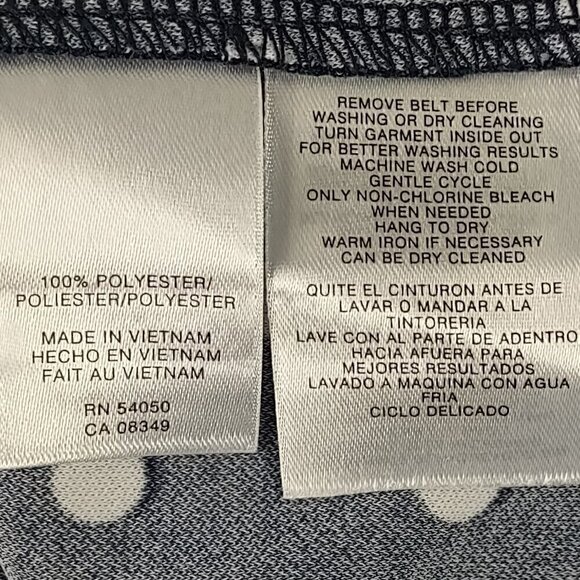 100% POLYESTER/
POLIESTER/POLYESTER
MADE IN VIETNAM
HECHO EN VIETNAM
FAIT AU VIETNAM
RN 54050
CA 08349
REMOVE BELT BEFORE
WASHING OR DRY CLEANING
TURN GARMENT INSIDE OUT
FOR BETTER WASHING RESULTS
MACHINE WASH COLD
GENTLE CYCLE
ONLY NON-CHLORINE BLEACH
WHEN NEEDED
HANG TO DRY
WARM IRON IF NECESSARY
CAN BE DRY CLEANED
QUITE EL CINTURON ANTES DE
LAVAR O MANDAR A LA
TINTORERIA
LAVE CON AL PARTE DE ADENTRO
HACIA AFUERA PARA
MEJORES RESULTADOS
LAVADO A MAQUINA CON AGUA
FRIA
CICLO DELICADO